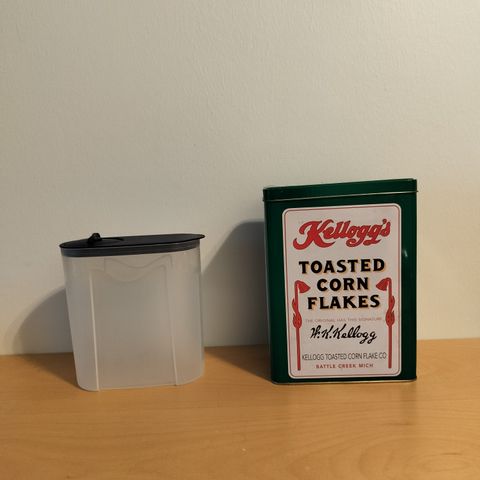 Kellogg's
TOASTED
CORN
FLAKES
THE ORIGINAL HAS THIS SIGNATURE
W.K.Kellogg
KELLOGG TOASTED CORN FLAKE CO
BATTLE CREEK MICH